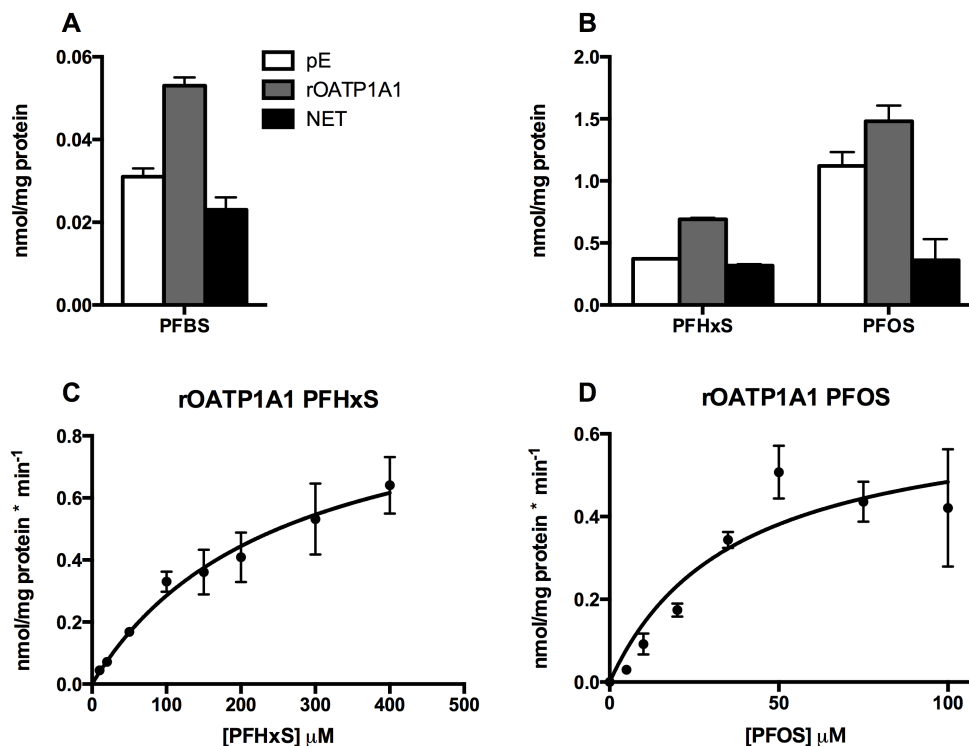 A
nmol/mg protein
0.06
0.04
0.02
0.00
PFBS
pE
rOATP1A1
NET
B
nmol/mg protein
2.0
1.5
1.0
0.5
0.0
PFHxS
PFOS
C
rOATP1A1 PFHxS
nmol/mg protein * min-1
0.8
0.6
0.4
0.2
0.0
0 100 200 300 400 500
[PFHxS] μM
D
rOATP1A1 PFOS
nmol/mg protein * min-1
0.6
0.4
0.2
0.0
0 50 100
[PFOS] μM